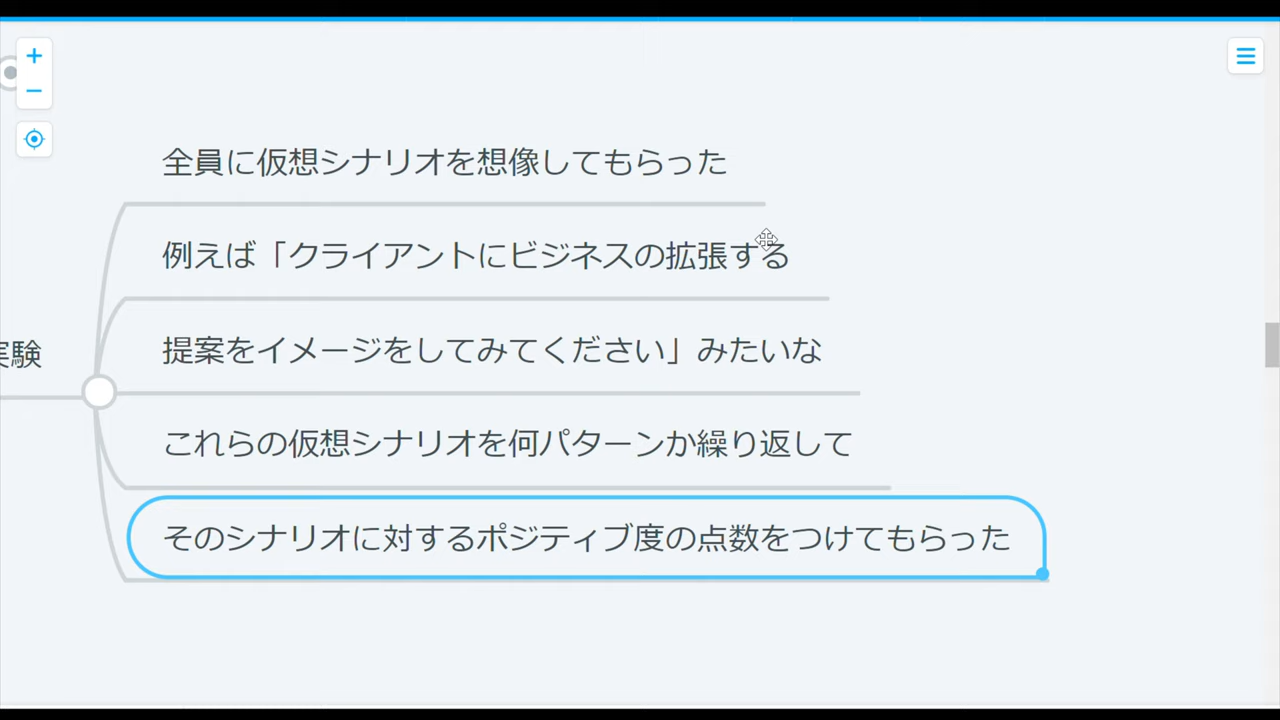 全員に仮想シナリオを想像してもらった
例えば「クライアントにビジネスの拡張する
実験
提案をイメージをしてみてください」みたいな
これらの仮想シナリオを何パターンか繰り返して
そのシナリオに対するポジティブ度の点数をつけてもらった